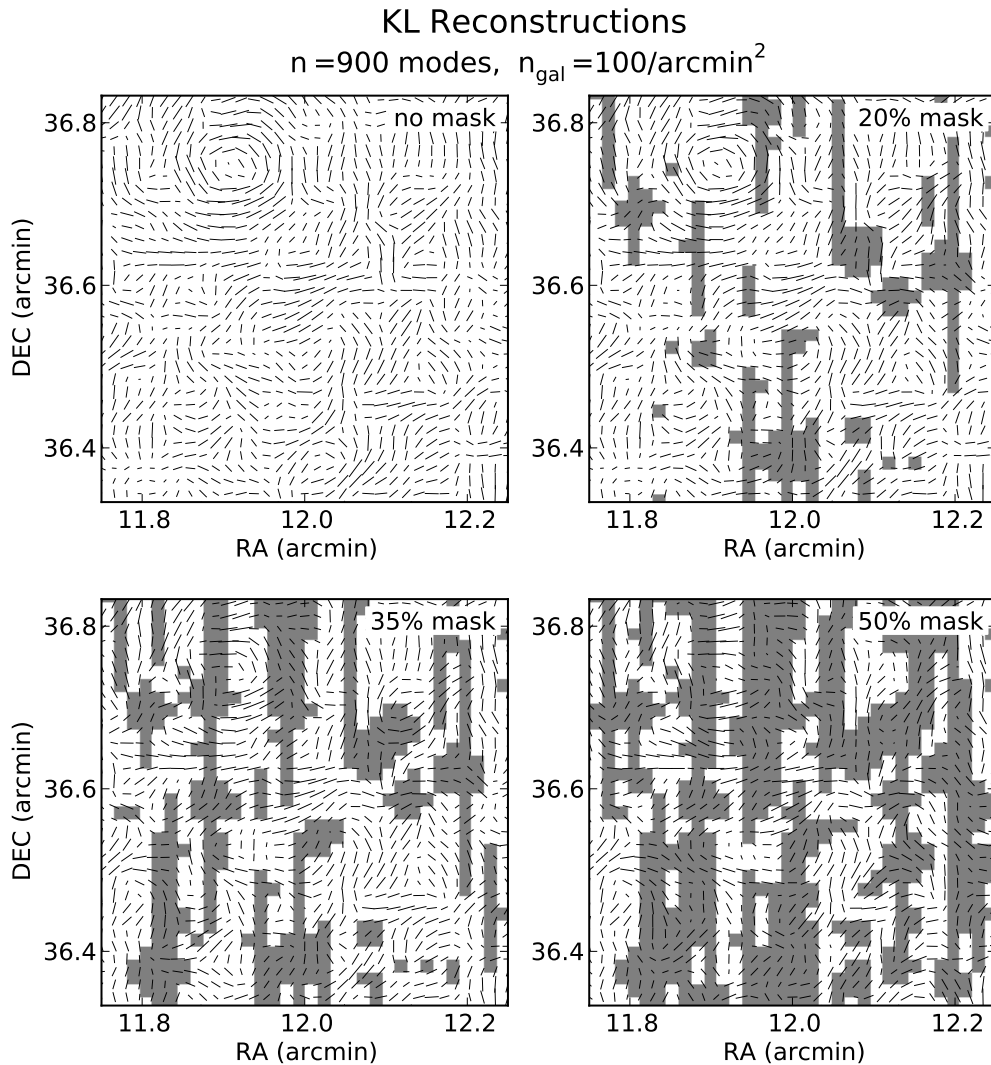 KL Reconstructions
n=900 modes, n_gal=100/arcmin²
no mask
20% mask
36.8
36.6
36.4
DEC (arcmin)
36.8
36.6
36.4
11.8 12.0 12.2
RA (arcmin)
11.8 12.0 12.2
RA (arcmin)
35% mask
50% mask
36.8
36.6
36.4
DEC (arcmin)
36.8
36.6
36.4
11.8 12.0 12.2
RA (arcmin)
11.8 12.0 12.2
RA (arcmin)